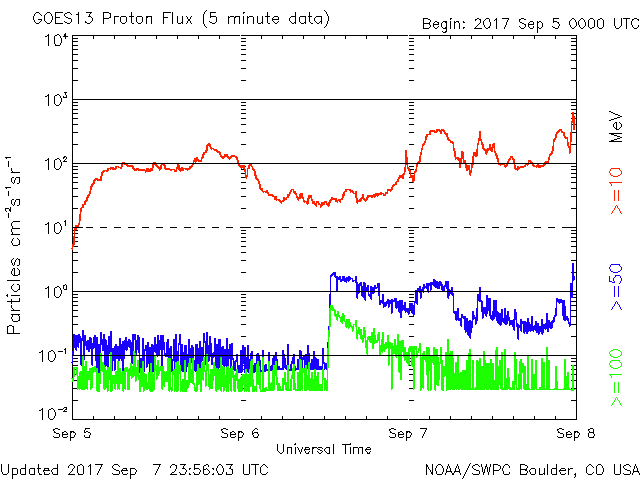 GOES13 Proton Flux (5 minute data)
Begin: 2017 Sep 5 0000 UTC
10⁴
10³
10²
10¹
10⁰
10⁻¹
10⁻²
Particles cm⁻²s⁻¹sr⁻¹
MeV
>=10
>=50
>=100
Sep 5
Sep 6
Sep 7
Sep 8
Universal Time
Updated 2017 Sep 7 23:56:03 UTC
NOAA/SWPC Boulder, CO USA